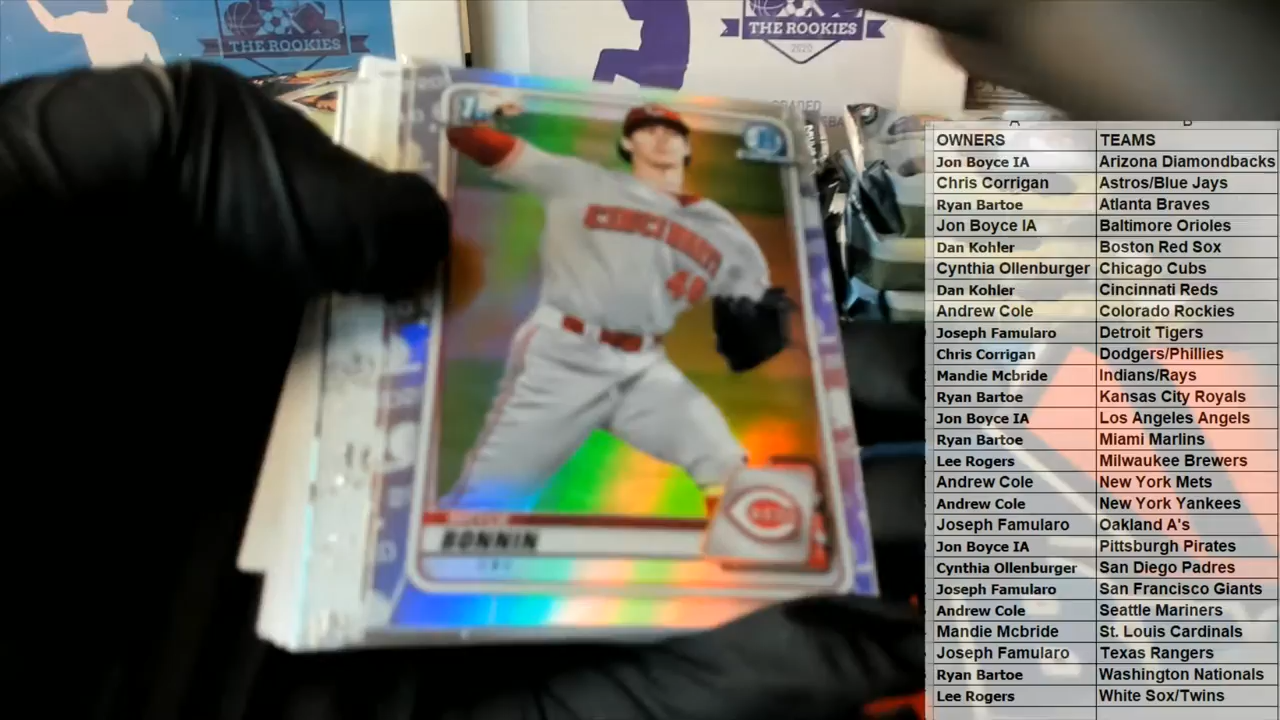 THE ROOKIES
THE ROOKIES
2020
1st
CINCINNATI
BONNIN
REDS
A B
OWNERS TEAMS
Jon Boyce IA Arizona Diamondbacks
Chris Corrigan Astros/Blue Jays
Ryan Bartoe Atlanta Braves
Jon Boyce IA Baltimore Orioles
Dan Kohler Boston Red Sox
Cynthia Ollenburger Chicago Cubs
Dan Kohler Cincinnati Reds
Andrew Cole Colorado Rockies
Joseph Famularo Detroit Tigers
Chris Corrigan Dodgers/Phillies
Mandie Mcbride Indians/Rays
Ryan Bartoe Kansas City Royals
Jon Boyce IA Los Angeles Angels
Ryan Bartoe Miami Marlins
Lee Rogers Milwaukee Brewers
Andrew Cole New York Mets
Andrew Cole New York Yankees
Joseph Famularo Oakland A's
Jon Boyce IA Pittsburgh Pirates
Cynthia Ollenburger San Diego Padres
Joseph Famularo San Francisco Giants
Andrew Cole Seattle Mariners
Mandie Mcbride St. Louis Cardinals
Joseph Famularo Texas Rangers
Ryan Bartoe Washington Nationals
Lee Rogers White Sox/Twins